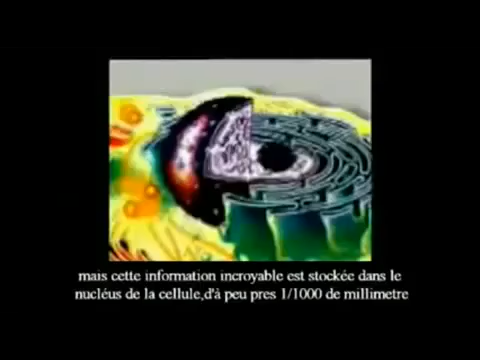 mais cette information incroyable est stockée dans le
nucléus de la cellule,d'à peu pres 1/1000 de millimetre